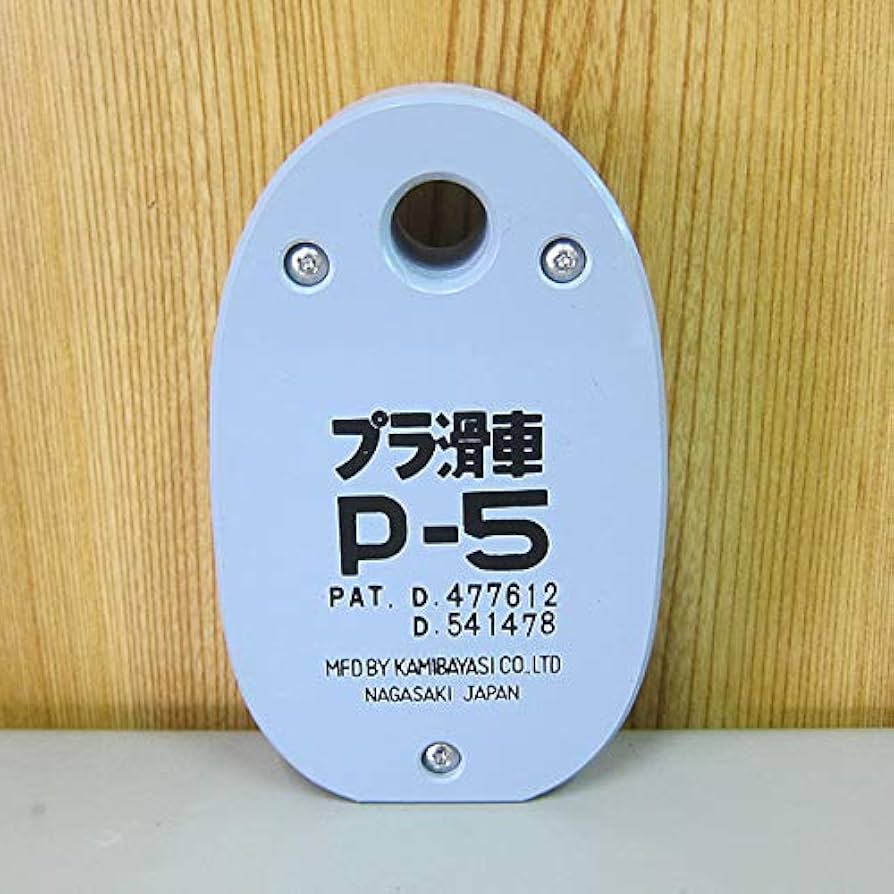 プラ滑車
P-5
PAT. D.477612
D.541478
MFD BY KAMIBAYASI CO.,LTD
NAGASAKI JAPAN